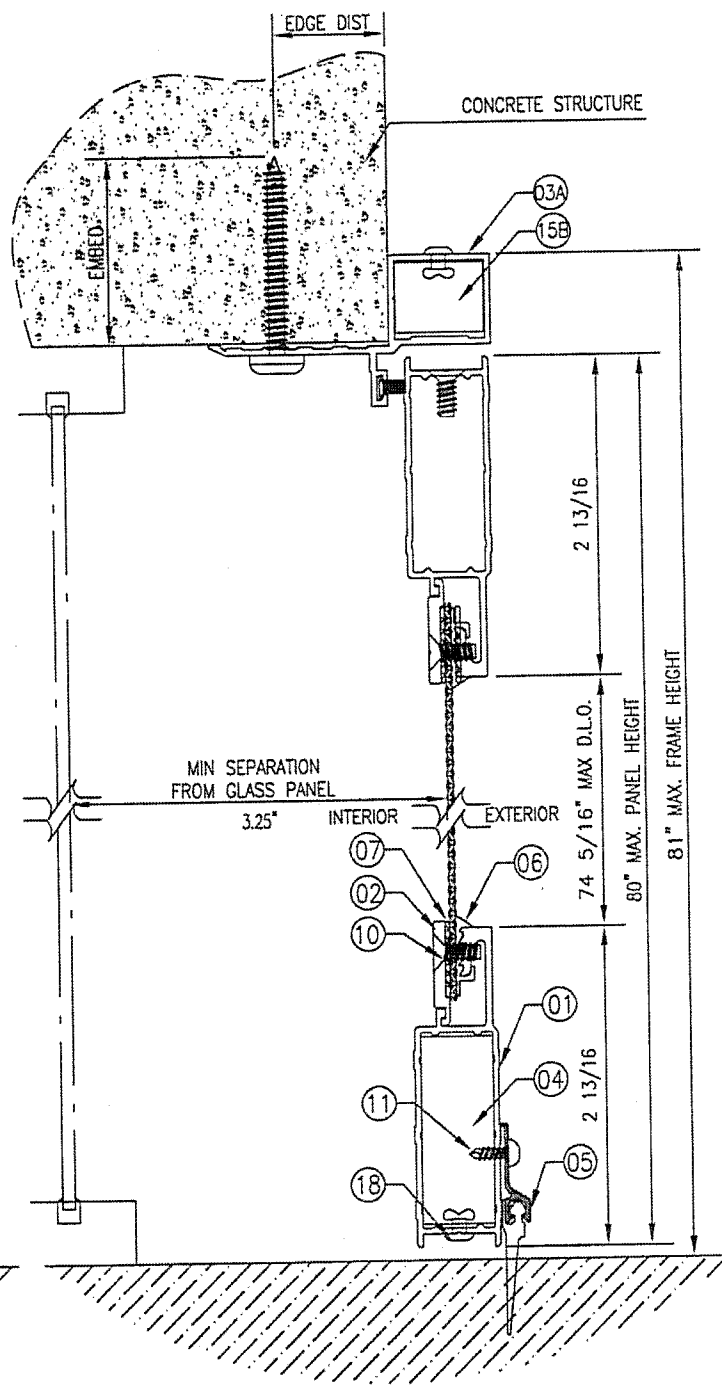 EDGE DIST
CONCRETE STRUCTURE
03A
15B
EMBED
2 13/16
74 5/16" MAX D.L.O.
80" MAX. PANEL HEIGHT
81" MAX. FRAME HEIGHT
MIN SEPARATION
FROM GLASS PANEL
3.25"
INTERIOR
EXTERIOR
07
06
02
10
01
2 13/16
04
11
05
18